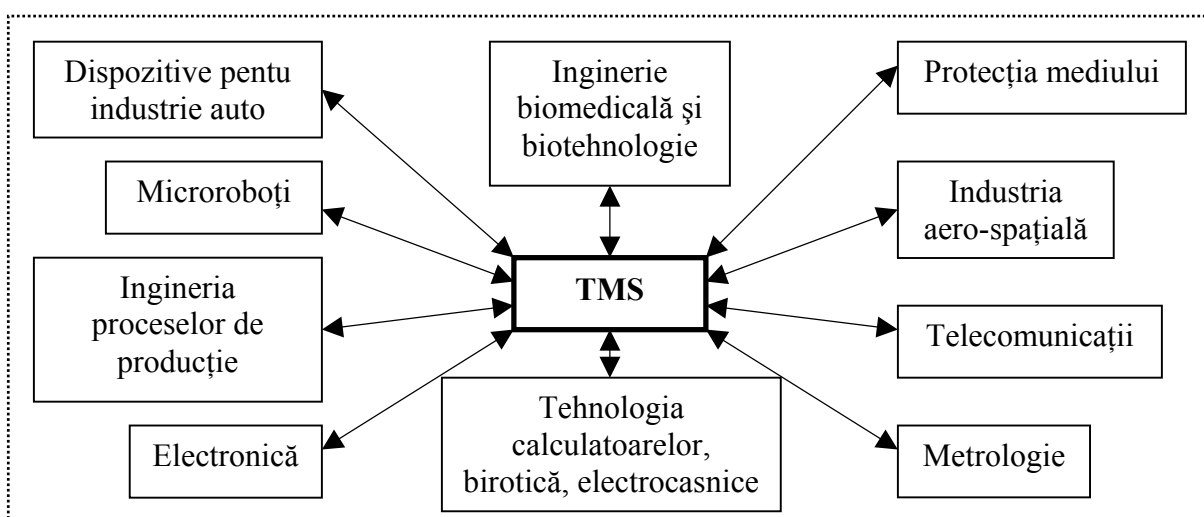 Dispozitive pentu
industrie auto
Inginerie
biomedicală şi
biotehnologie
Protecția mediului
Microroboți
Industria
aero-spațială
Ingineria
proceselor de
producție
TMS
Telecomunicații
Electronică
Tehnologia
calculatoarelor,
birotică, electrocasnice
Metrologie